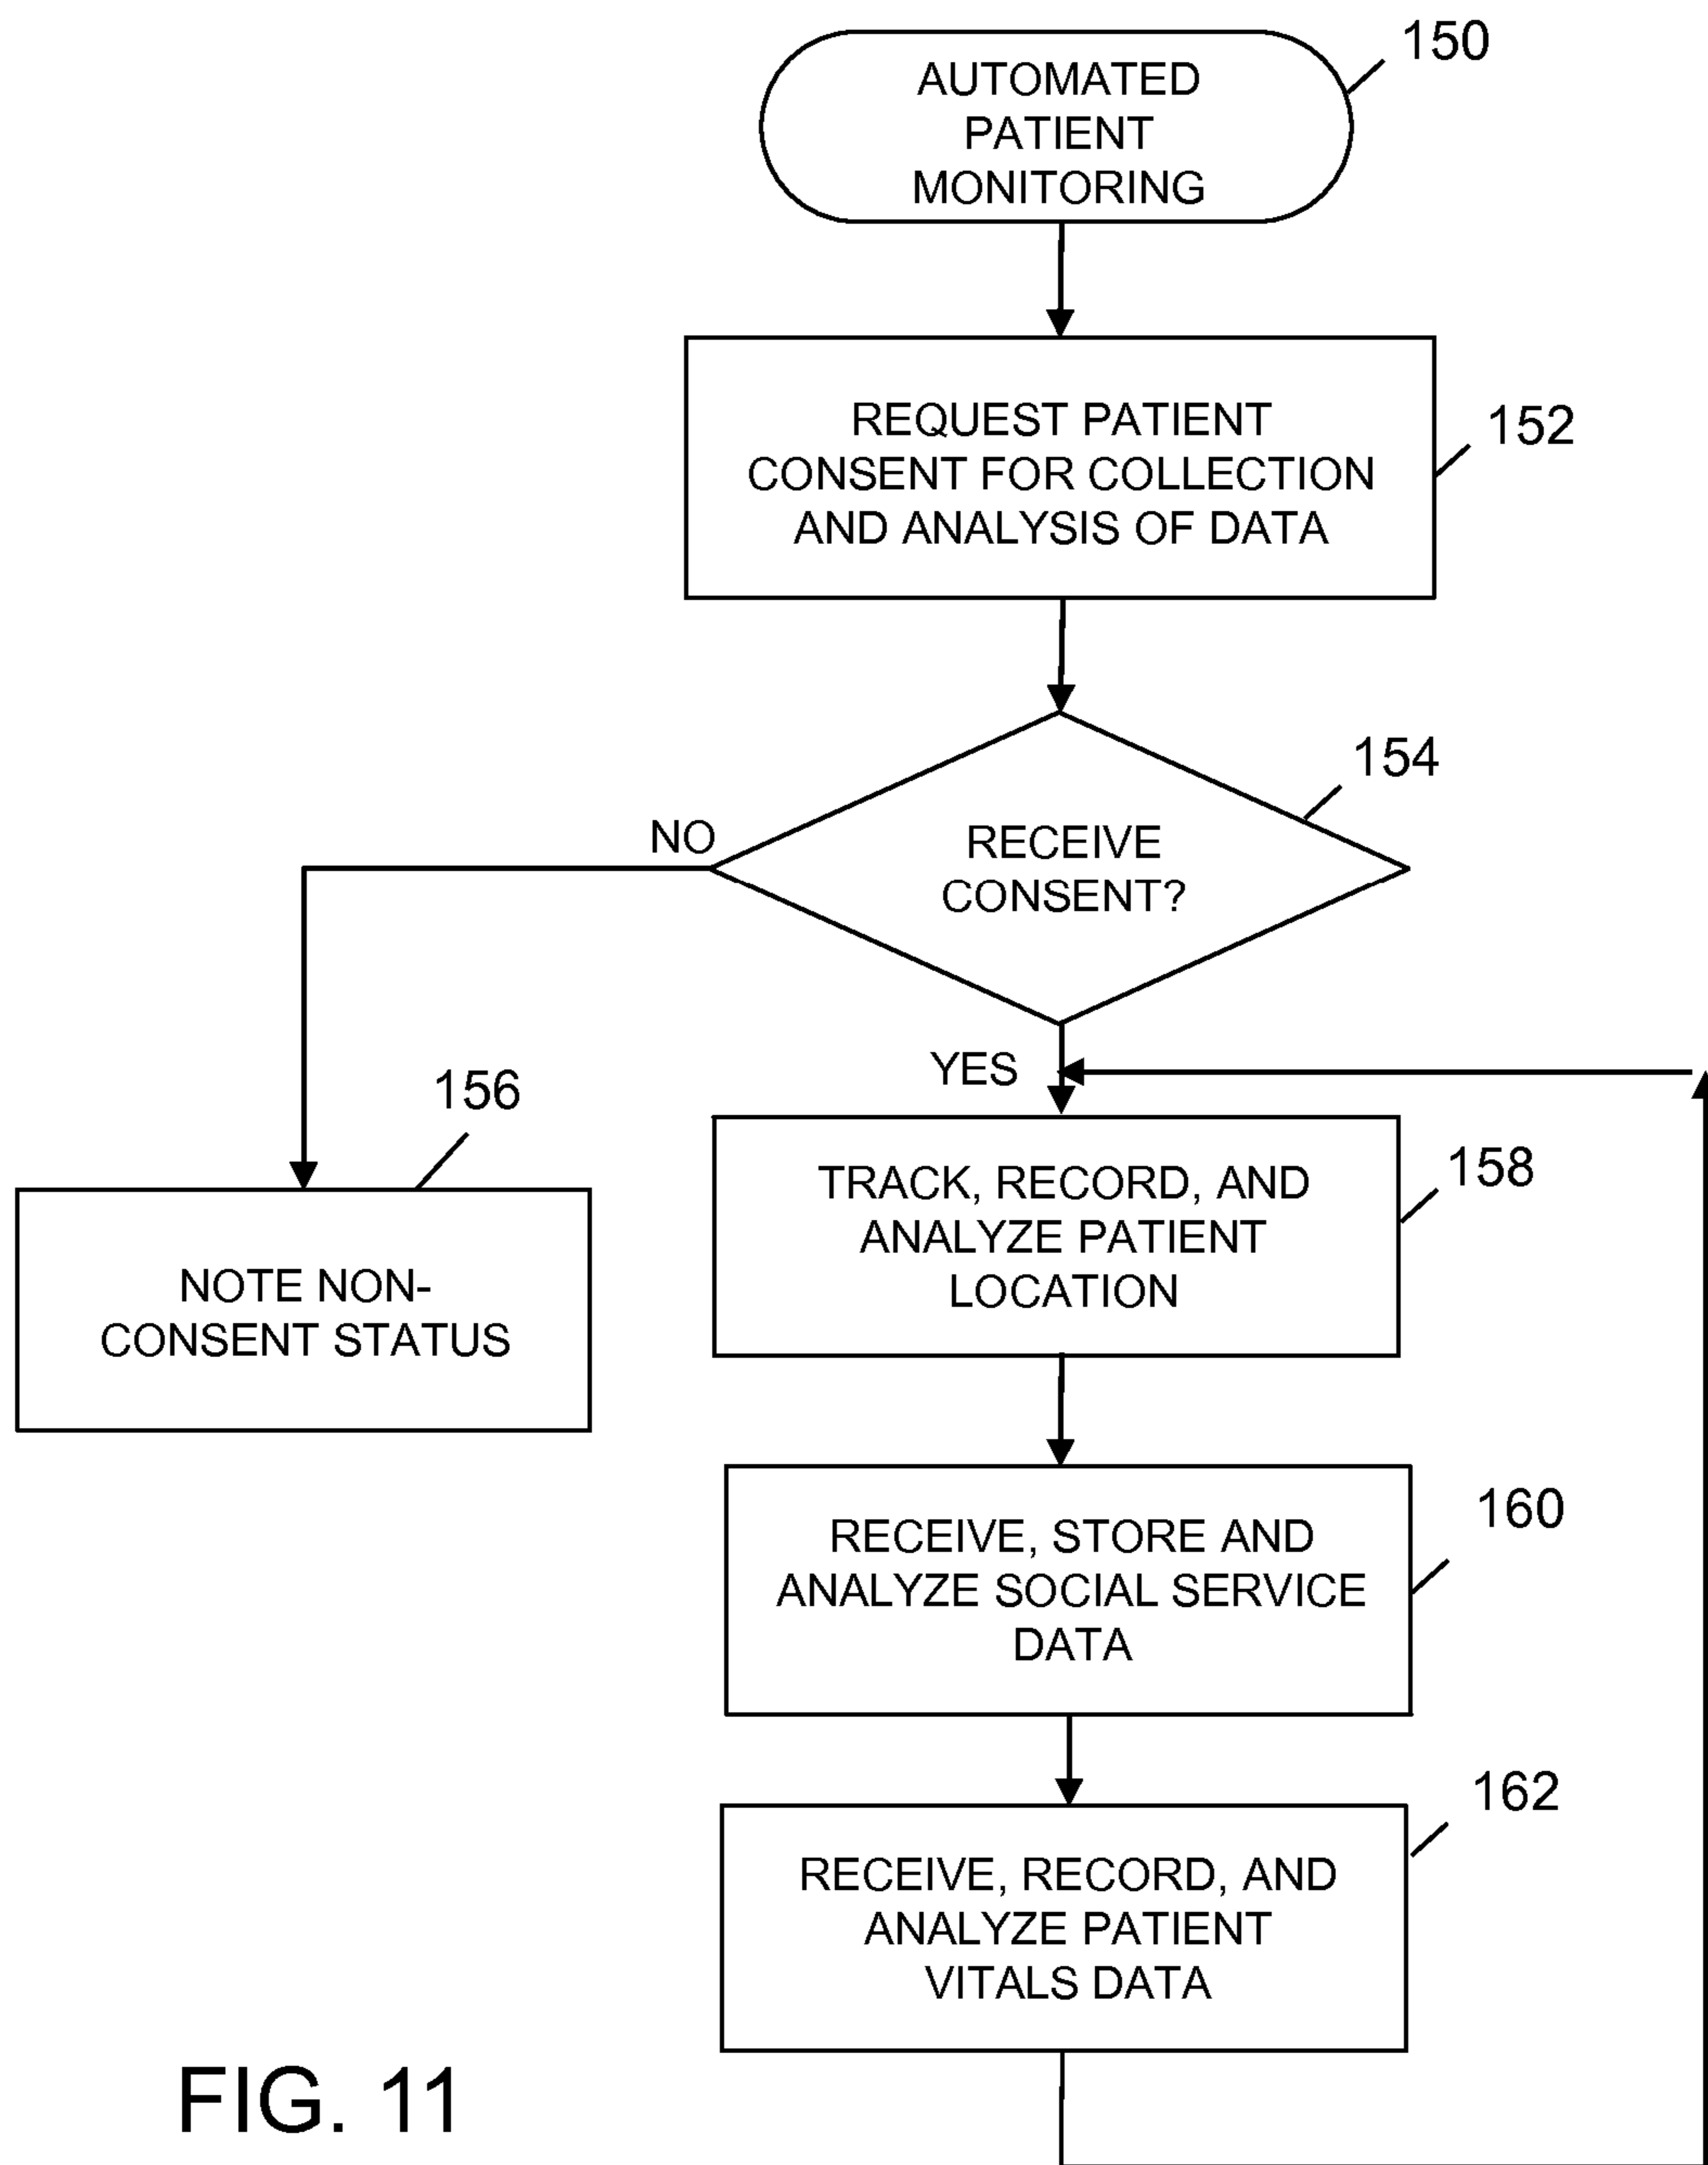 150
AUTOMATED
PATIENT
MONITORING
152
REQUEST PATIENT
CONSENT FOR COLLECTION
AND ANALYSIS OF DATA
154
NO
RECEIVE
CONSENT?
YES
156
NOTE NON-
CONSENT STATUS
158
TRACK, RECORD, AND
ANALYZE PATIENT
LOCATION
160
RECEIVE, STORE AND
ANALYZE SOCIAL SERVICE
DATA
162
RECEIVE, RECORD, AND
ANALYZE PATIENT
VITALS DATA
FIG. 11